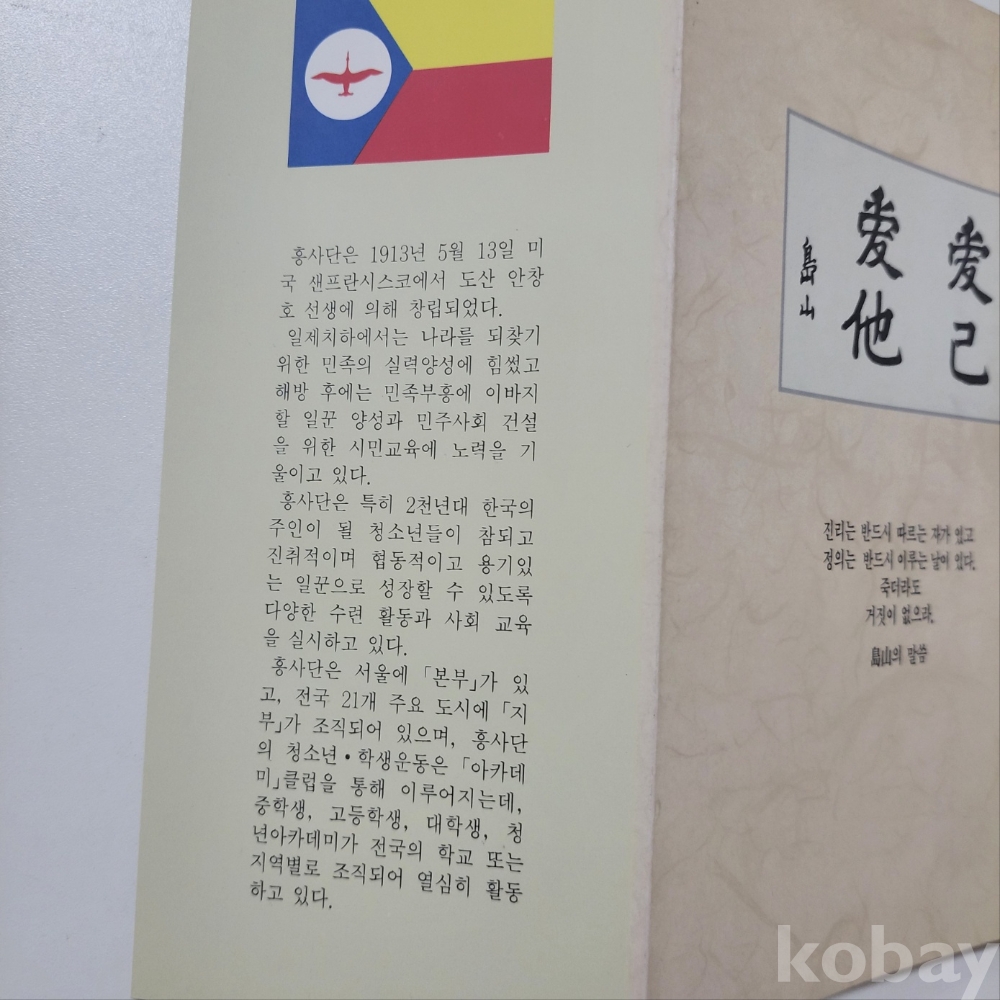 흥사단은 1913년 5월 13일 미
국 샌프란시스코에서 도산 안창
호 선생에 의해 창립되었다.
일제치하에서는 나라를 되찾기
위한 민족의 실력양성에 힘썼고
해방 후에는 민족부흥에 이바지
할 일꾼 양성과 민주사회 건설
을 위한 시민교육에 노력을 기
울이고 있다.
흥사단은 특히 2천년대 한국의
주인이 될 청소년들이 참되고
진취적이며 협동적이고 용기있
는 일꾼으로 성장할 수 있도록
다양한 수련 활동과 사회 교육
을 실시하고 있다.
흥사단은 서울에 「본부」가 있
고, 전국 21개 주요 도시에 「지
부」가 조직되어 있으며, 흥사단
의 청소년·학생운동은 「아카데
미」클럽을 통해 이루어지는데,
중학생, 고등학생, 대학생, 청
년아카데미가 전국의 학교 또는
지역별로 조직되어 열심히 활동
하고 있다.
愛己
愛他
島山
진리는 반드시 따르는 자가 있고
정의는 반드시 이루는 날이 있다.
죽더라도
거짓이 없으라.
島山의 말씀
kobay